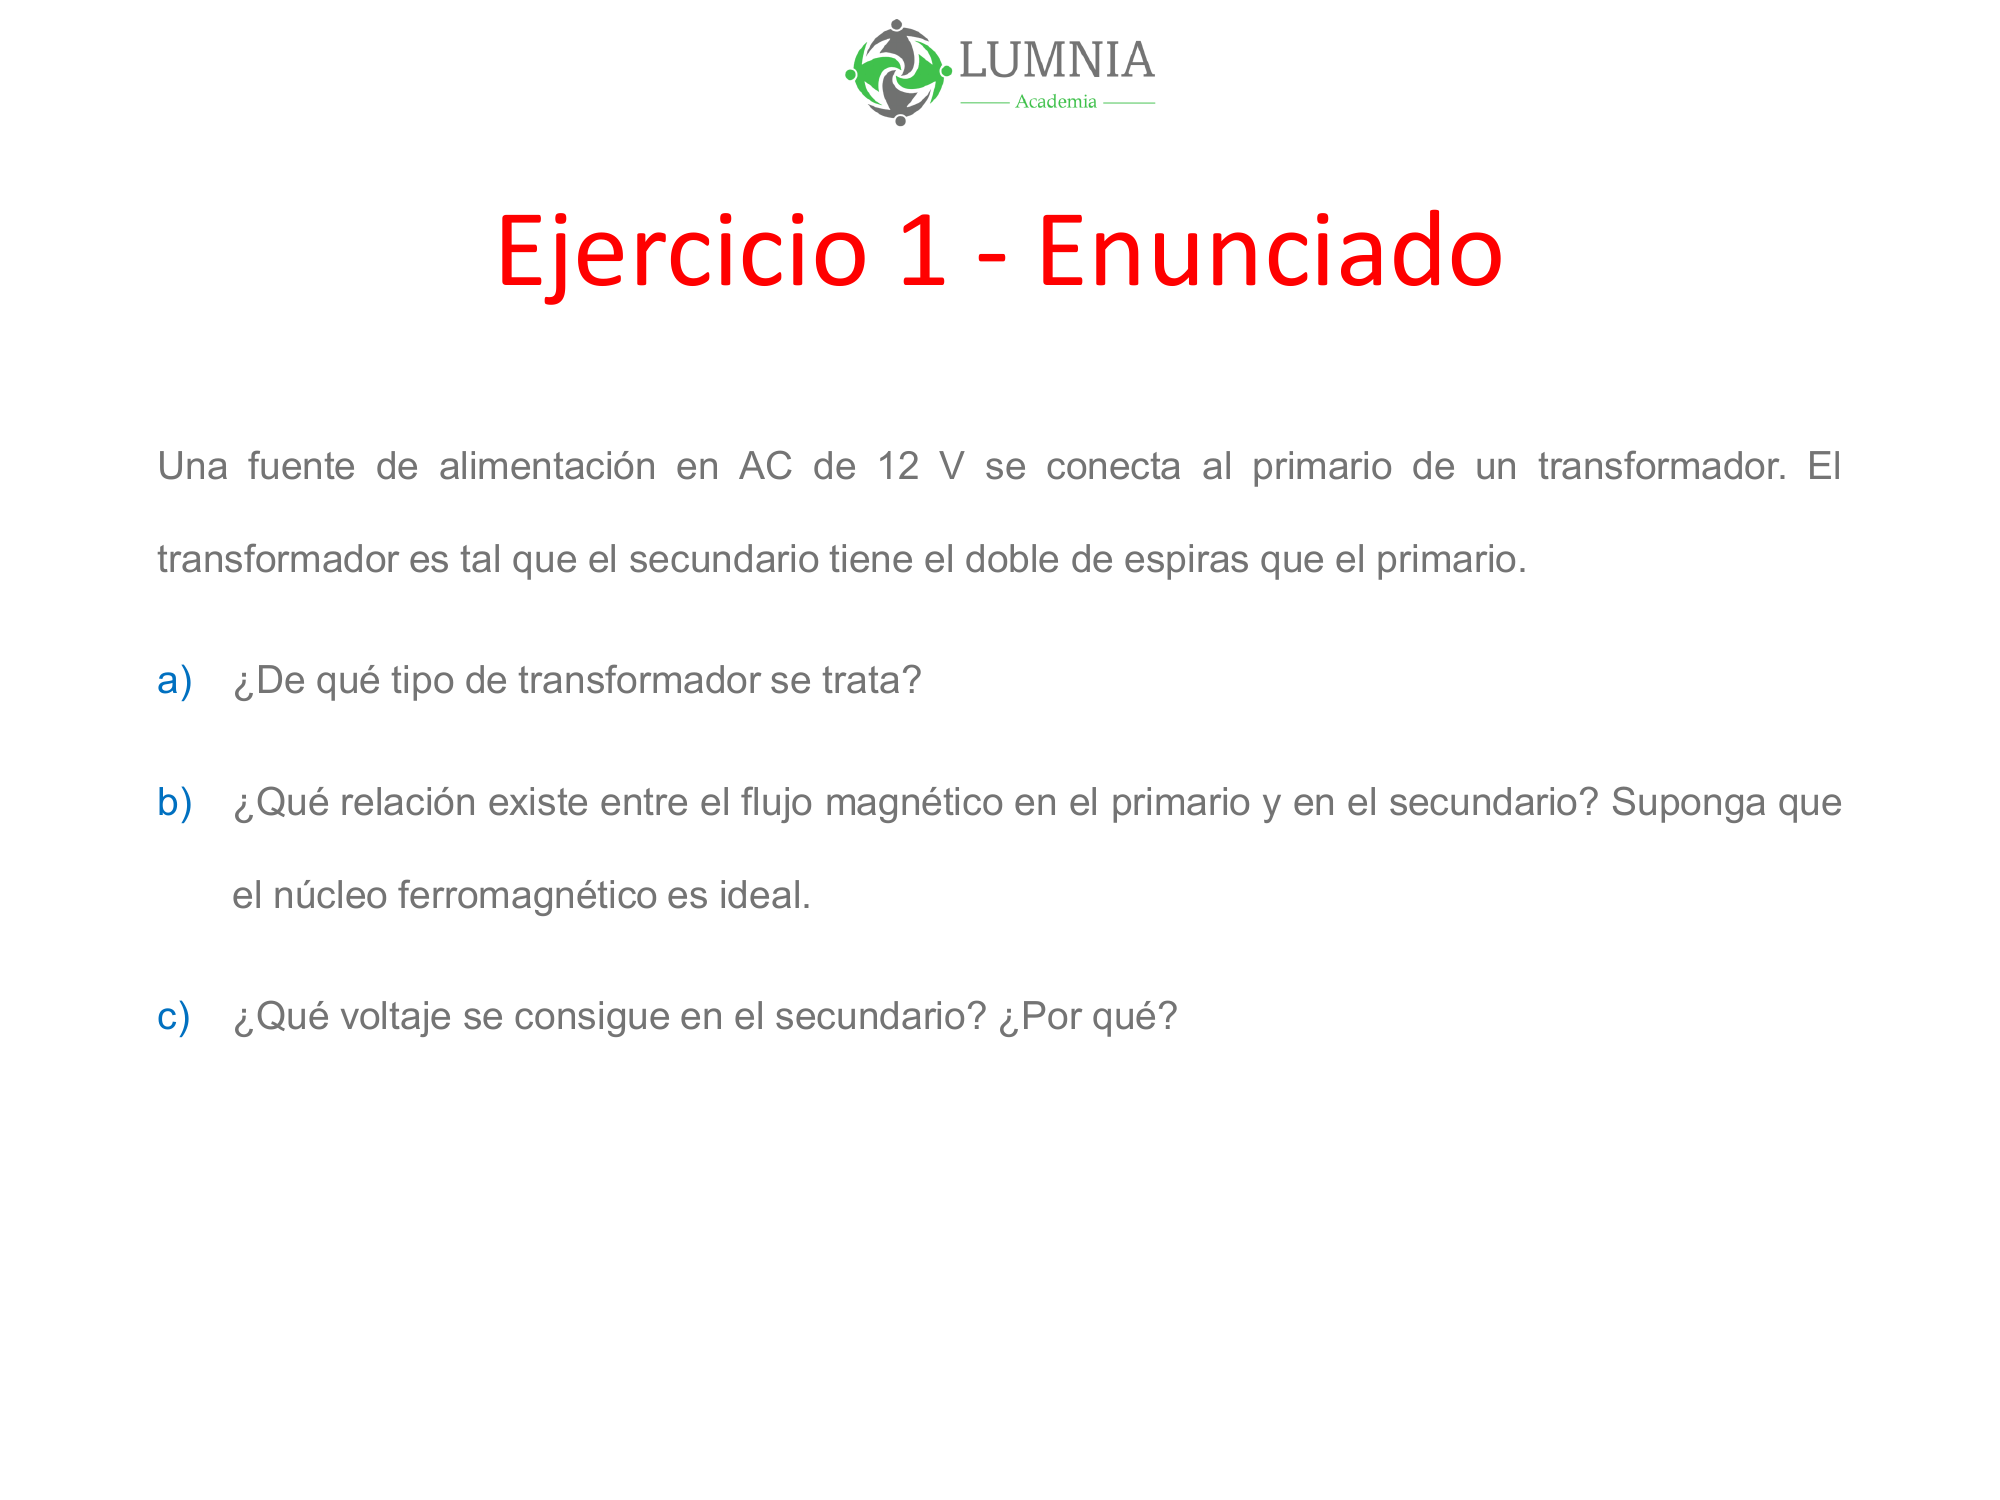 LUMNIA
Academia
Ejercicio 1 - Enunciado
Una fuente de alimentación en AC de 12 V se conecta al primario de un transformador. El
transformador es tal que el secundario tiene el doble de espiras que el primario.
a) ¿De qué tipo de transformador se trata?
b) ¿Qué relación existe entre el flujo magnético en el primario y en el secundario? Suponga que
el núcleo ferromagnético es ideal.
c) ¿Qué voltaje se consigue en el secundario? ¿Por qué?